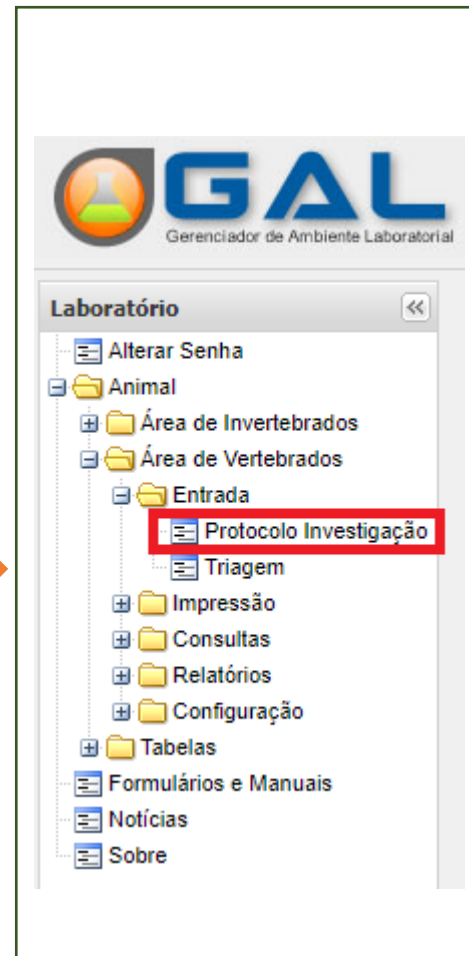 GAL
Gerenciador de Ambiente Laboratorial
Laboratório
Alterar Senha
Animal
Área de Invertebrados
Área de Vertebrados
Entrada
Protocolo Investigação
Triagem
Impressão
Consultas
Relatórios
Configuração
Tabelas
Formulários e Manuais
Notícias
Sobre